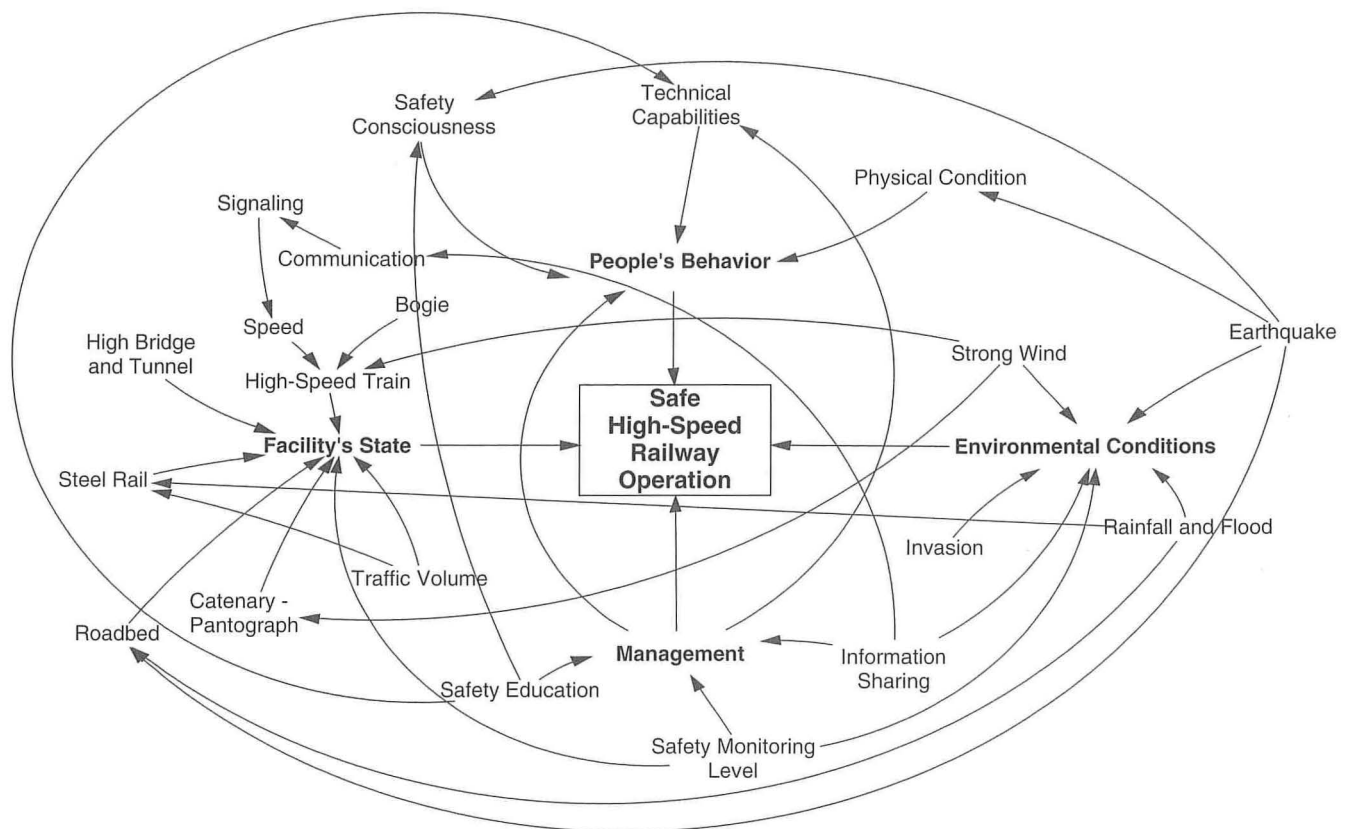 Technical
Capabilities
Safety
Consciousness
Physical Condition
Signaling
Communication
People's Behavior
Bogie
Speed
High Bridge
and Tunnel
High-Speed Train
Strong Wind
Earthquake
Safe
High-Speed
Railway
Operation
Facility's State
Environmental Conditions
Steel Rail
Rainfall and Flood
Invasion
Traffic Volume
Catenary -
Pantograph
Roadbed
Management
Information
Sharing
Safety Education
Safety Monitoring
Level